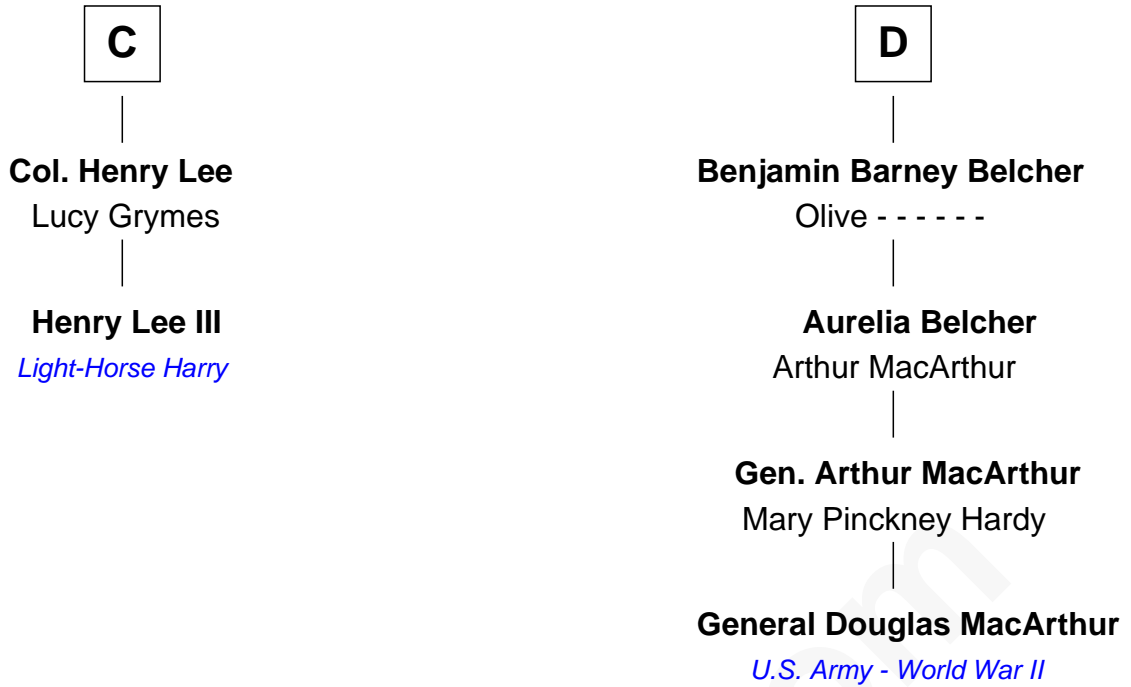 C
Col. Henry Lee
Lucy Grymes
Henry Lee III
Light-Horse Harry
D
Benjamin Barney Belcher
Olive - - - - - -
Aurelia Belcher
Arthur MacArthur
Gen. Arthur MacArthur
Mary Pinckney Hardy
General Douglas MacArthur
U.S. Army - World War II